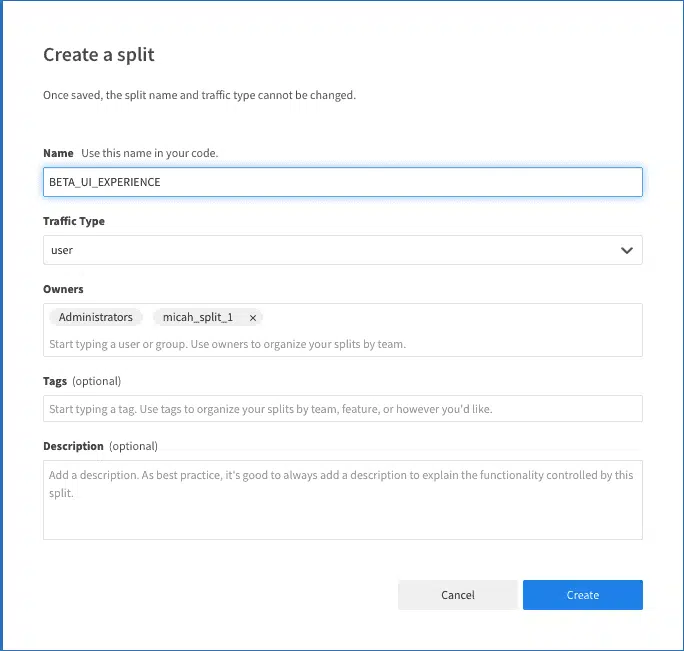 Create a split
Once saved, the split name and traffic type cannot be changed.
Name Use this name in your code.
BETA_UI_EXPERIENCE
Traffic Type
user
Owners
Administrators micah_split_1 ×
Start typing a user or group. Use owners to organize your splits by team.
Tags (optional)
Start typing a tag. Use tags to organize your splits by team, feature, or however you'd like.
Description (optional)
Add a description. As best practice, it's good to always add a description to explain the functionality controlled by this
split.
Cancel Create